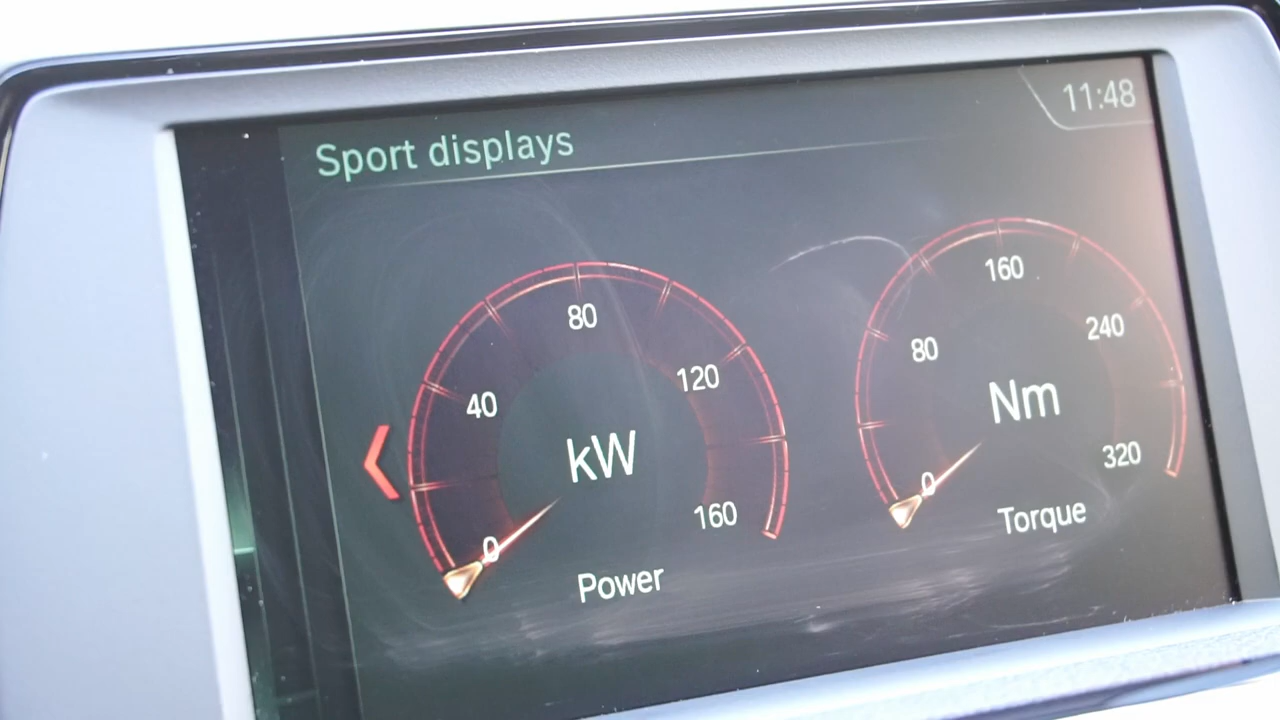 Sport displays
11:48
80
40
120
kW
0
160
Power
160
80
240
Nm
0
320
Torque